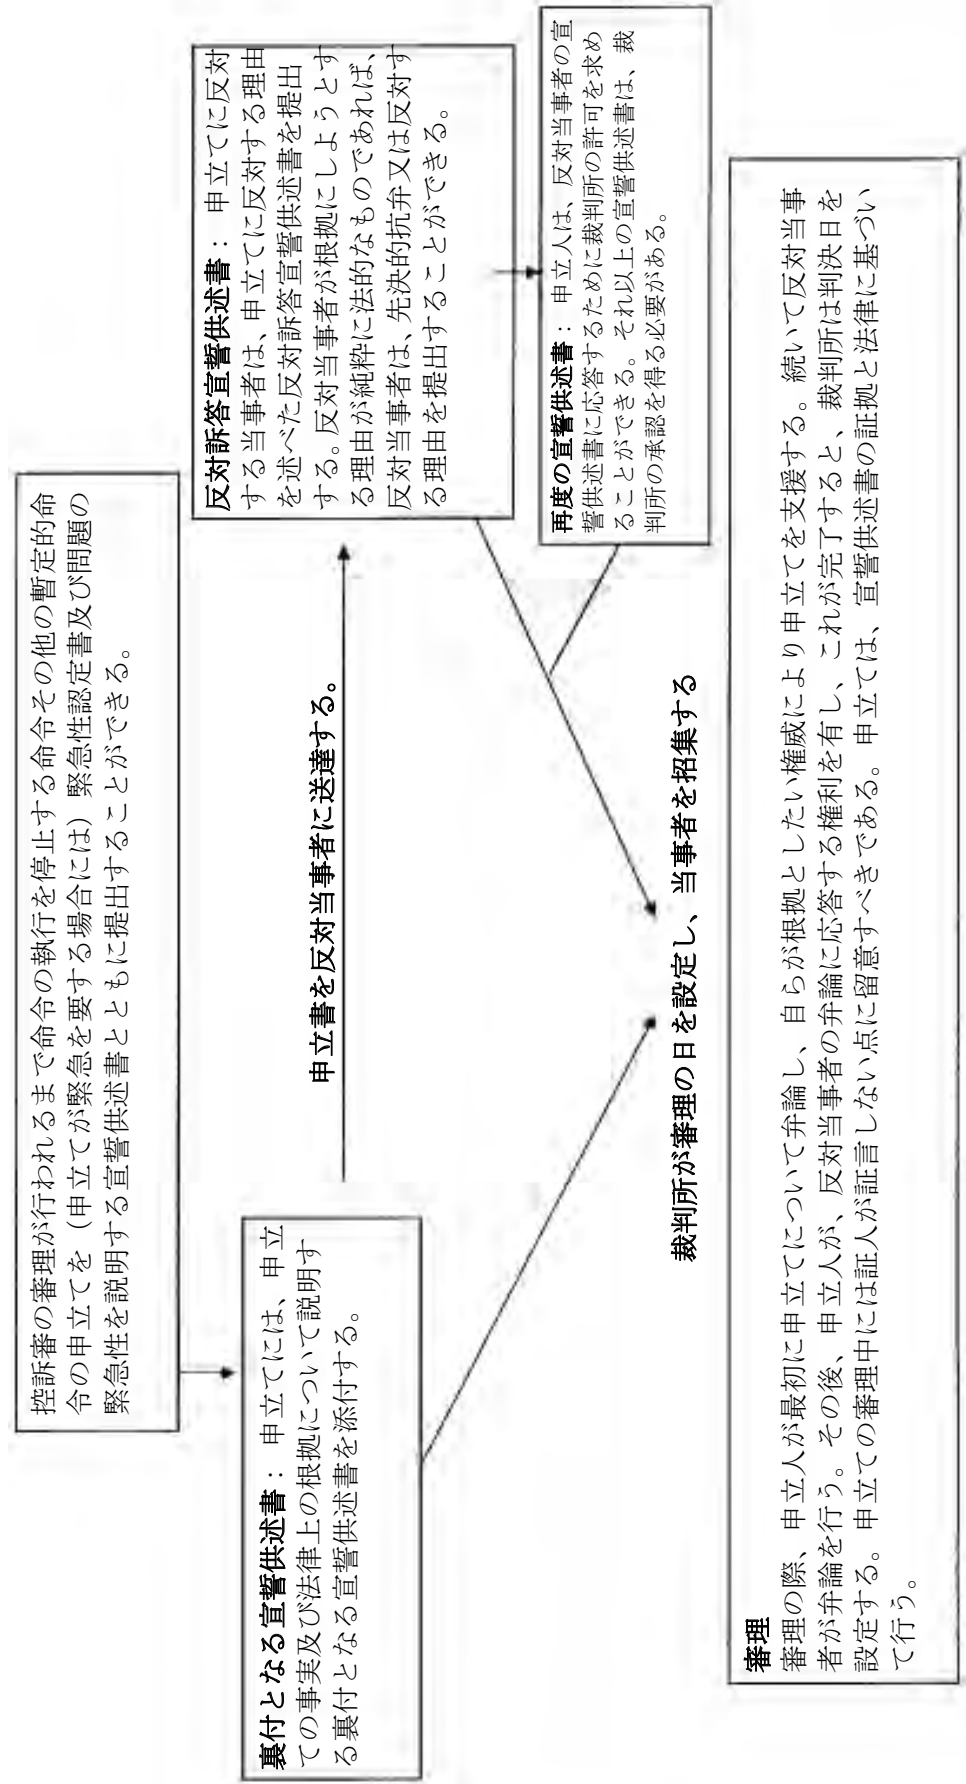 控訴審の審理が行われるまで命令の執行を停止する命令その他の暫定的命
令の申立てを（申立てが緊急を要する場合には）緊急性認定書及び問題の
緊急性を説明する宣誓供述書とともに提出することができる。
裏付となる宣誓供述書： 申立てには、申立
ての事実及び法律上の根拠について説明す
る裏付となる宣誓供述書を添付する。
申立書を反対当事者に送達する。
反対訴答宣誓供述書： 申立てに反対
する当事者は、申立てに反対する理由
を述べた反対訴答宣誓供述書を提出
する。反対当事者が根拠にしようとす
る理由が純粋に法的なものであれば、
反対当事者は、先決的抗弁又は反対す
る理由を提出することができる。
再度の宣誓供述書： 申立人は、反対当事者の宣
誓供述書に応答するために裁判所の許可を求め
ることができる。それ以上の宣誓供述書は、裁
判所の承認を得る必要がある。
裁判所が審理の日を設定し、当事者を招集する
審理
審理の際、申立人が最初に申立てについて弁論し、自らが根拠としたい権威により申立てを支援する。続いて反対当事
者が弁論を行う。その後、申立人が、反対当事者の弁論に応答する権利を有し、これが完了すると、裁判所は判決日を
設定する。申立ての審理中には証人が証言しない点に留意すべきである。申立ては、宣誓供述書の証拠と法律に基づい
て行う。